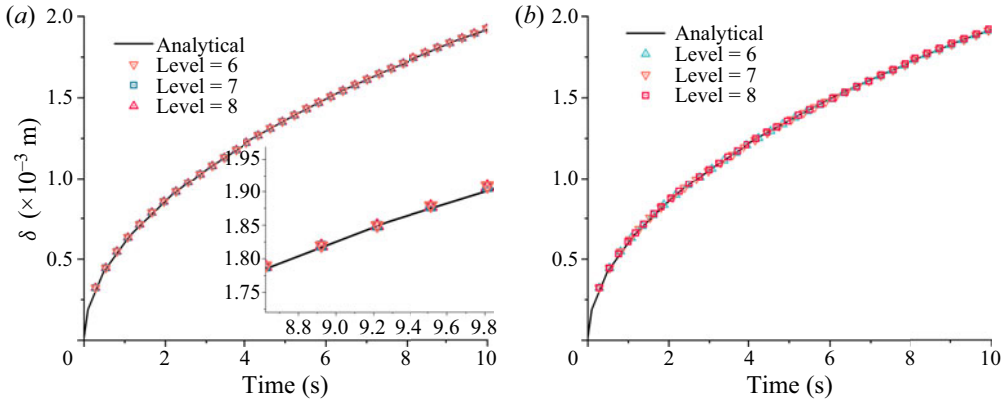 (a)
2.0
1.5
1.0
0.5
0
δ (×10⁻³ m)
Analytical
Level = 6
Level = 7
Level = 8
1.95
1.90
1.85
1.80
1.75
8.8 9.0 9.2 9.4 9.6 9.8
2 4 6 8 10
Time (s)
(b)
2.0
1.5
1.0
0.5
0
Analytical
Level = 6
Level = 7
Level = 8
2 4 6 8 10
Time (s)